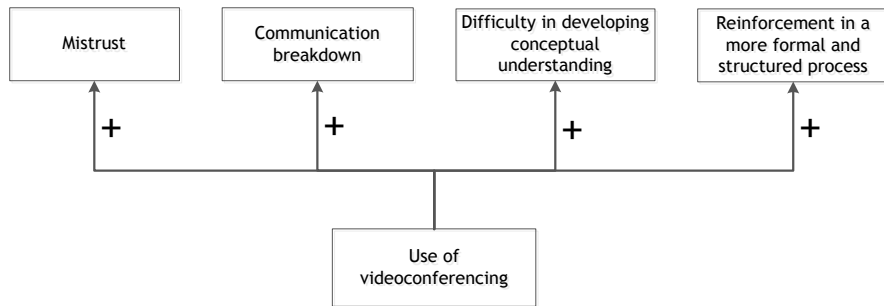 Mistrust
Communication
breakdown
Difficulty in developing
conceptual
understanding
Reinforcement in a
more formal and
structured process
+
+
+
+
Use of
videoconferencing